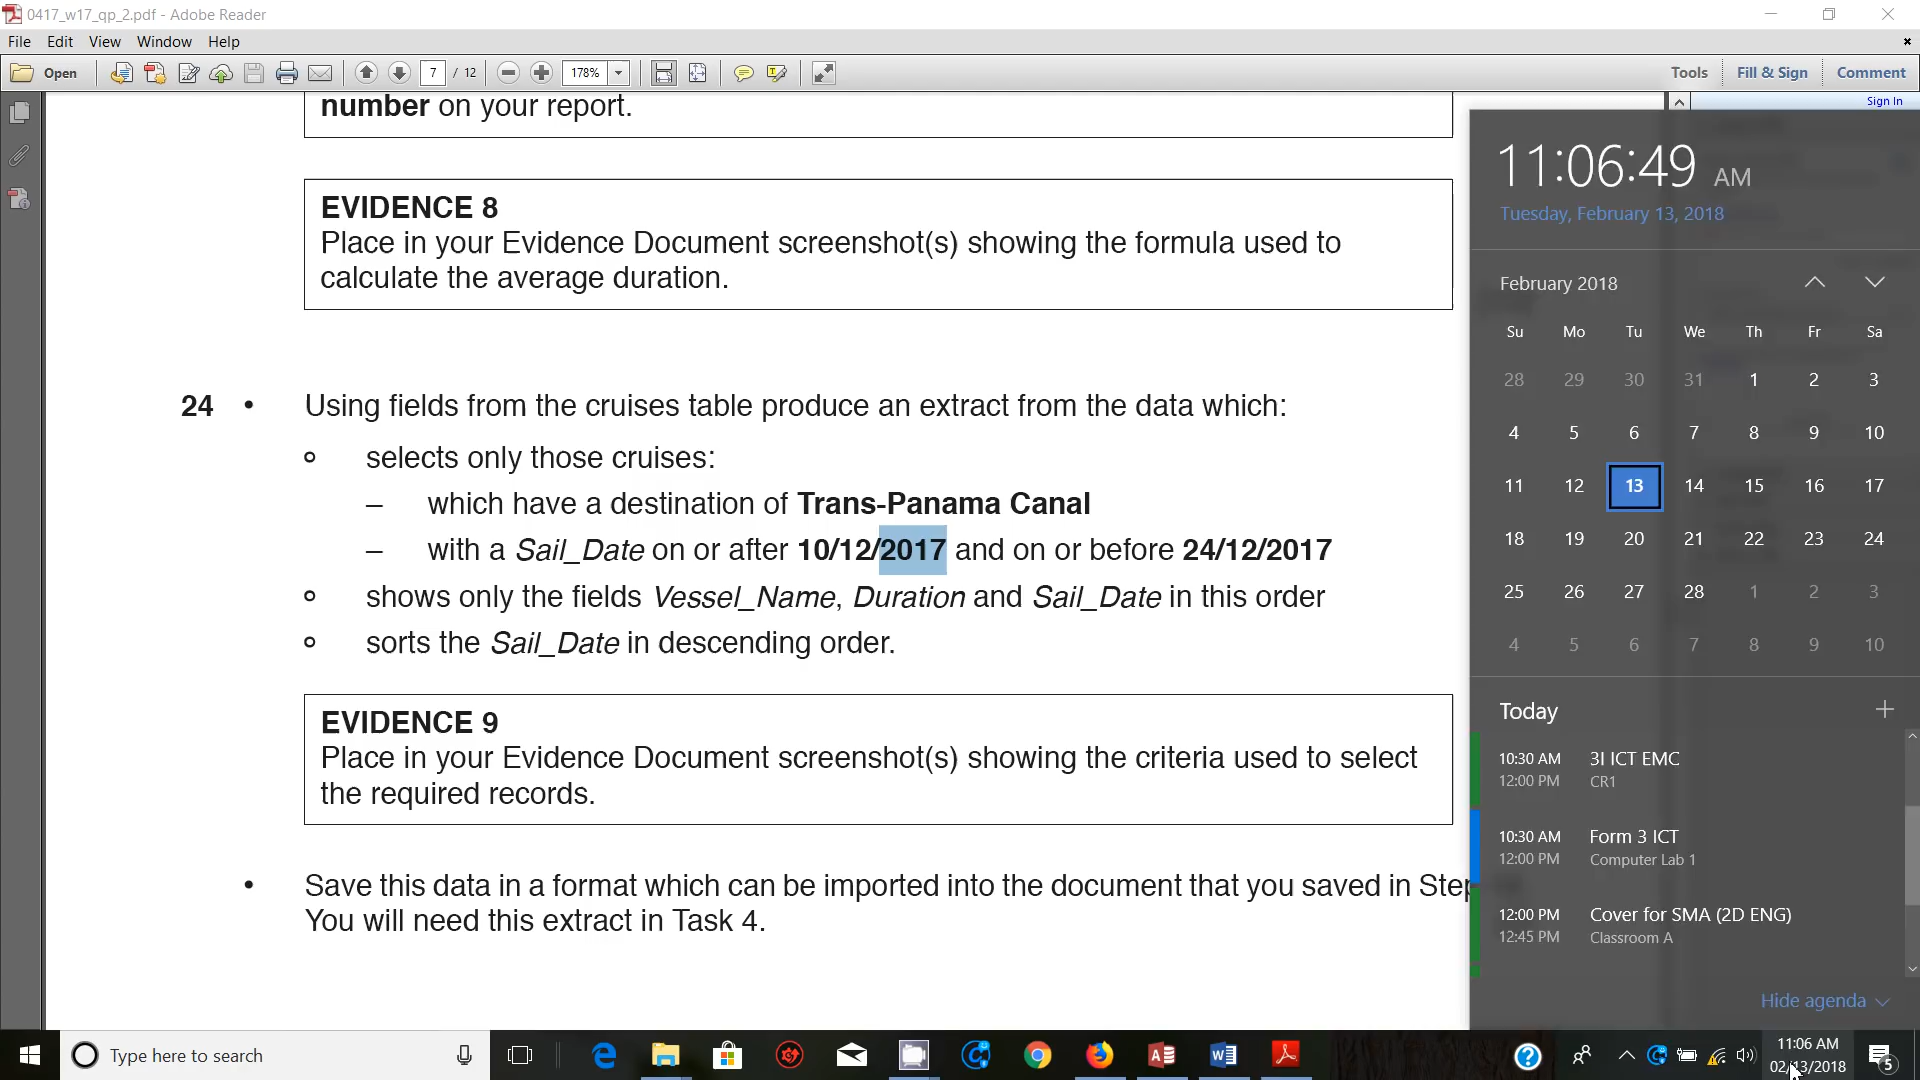 0417_w17_qp_2.pdf - Adobe Reader
File Edit View Window Help
Open 7 / 12 178% Tools Fill & Sign Comment
Sign In
number on your report.
EVIDENCE 8
Place in your Evidence Document screenshot(s) showing the formula used to
calculate the average duration.
24 • Using fields from the cruises table produce an extract from the data which:
selects only those cruises:
– which have a destination of Trans-Panama Canal
– with a Sail_Date on or after 10/12/2017 and on or before 24/12/2017
shows only the fields Vessel_Name, Duration and Sail_Date in this order
sorts the Sail_Date in descending order.
EVIDENCE 9
Place in your Evidence Document screenshot(s) showing the criteria used to select
the required records.
• Save this data in a format which can be imported into the document that you saved in Step
You will need this extract in Task 4.
11:06:49 AM
Tuesday, February 13, 2018
February 2018
Su Mo Tu We Th Fr Sa
28 29 30 31 1 2 3
4 5 6 7 8 9 10
11 12 13 14 15 16 17
18 19 20 21 22 23 24
25 26 27 28 1 2 3
4 5 6 7 8 9 10
Today
10:30 AM 3I ICT EMC
12:00 PM CR1
10:30 AM Form 3 ICT
12:00 PM Computer Lab 1
12:00 PM Cover for SMA (2D ENG)
12:45 PM Classroom A
Hide agenda
Type here to search
11:06 AM
02/13/2018
5